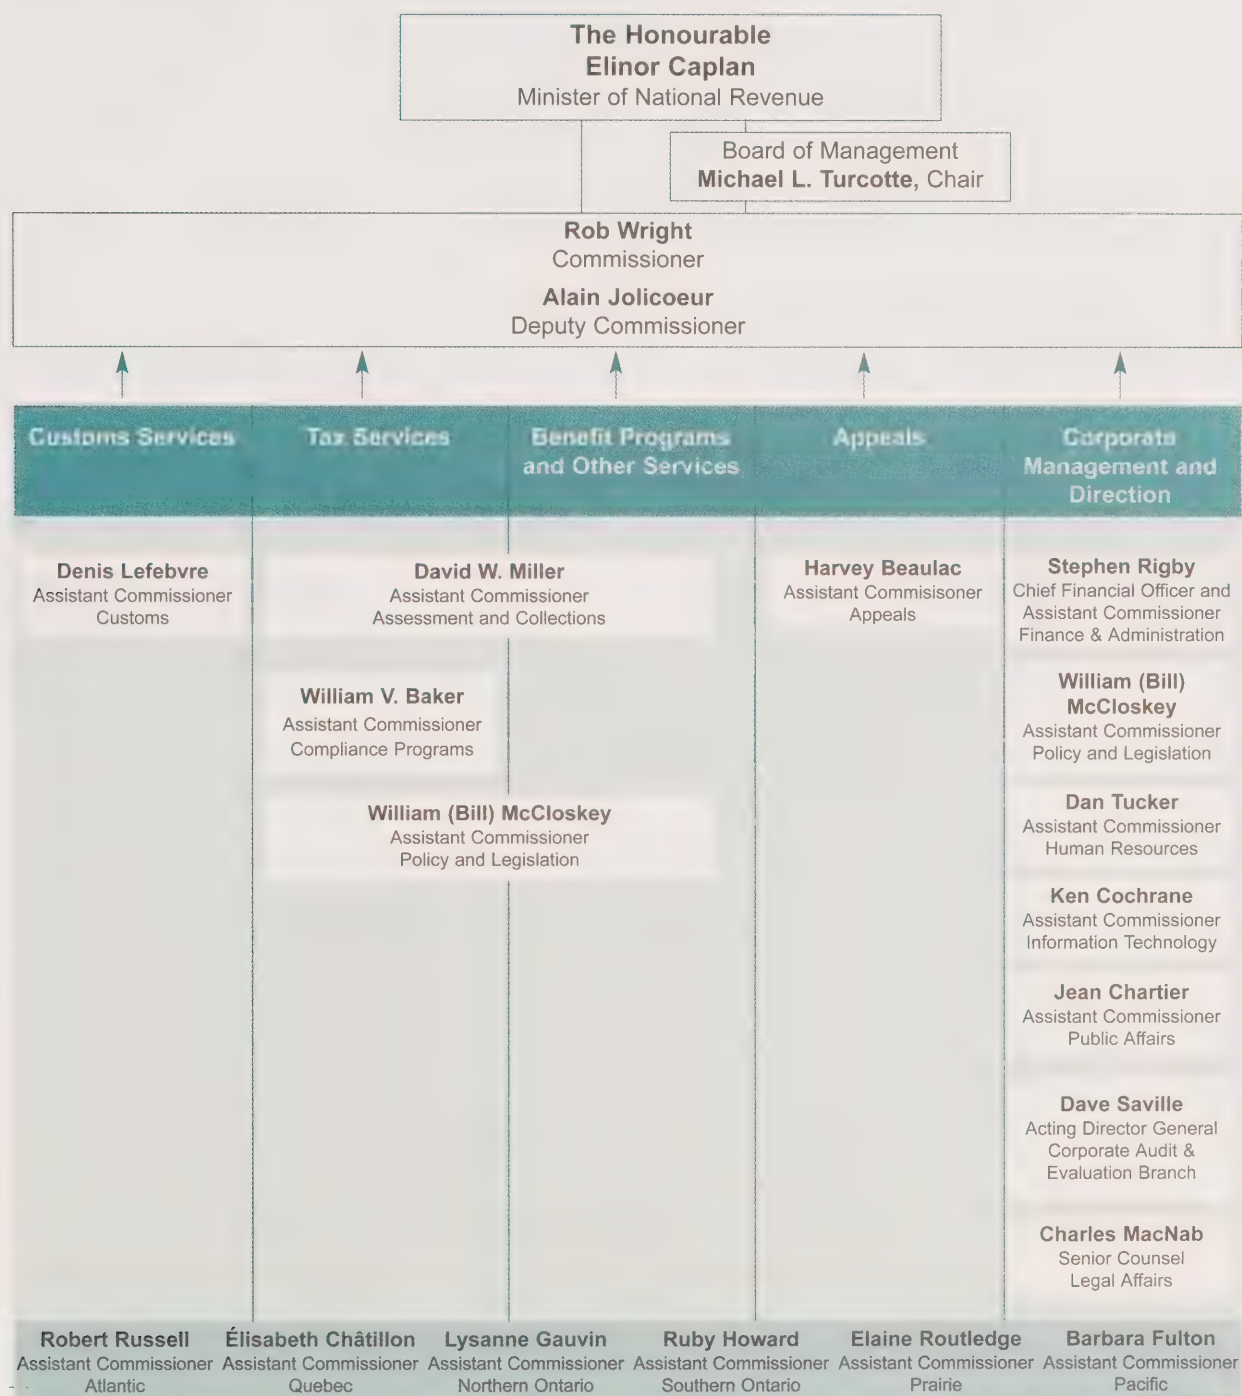 The Honourable
Elinor Caplan
Minister of National Revenue
Board of Management
Michael L. Turcotte, Chair
Rob Wright
Commissioner
Alain Jolicoeur
Deputy Commissioner
Customs Services
Tax Services
Benefit Programs
and Other Services
Appeals
Corporate
Management and
Direction
Denis Lefebvre
Assistant Commissioner
Customs
David W. Miller
Assistant Commissioner
Assessment and Collections
Harvey Beaulac
Assistant Commisisoner
Appeals
Stephen Rigby
Chief Financial Officer and
Assistant Commissioner
Finance & Administration
William V. Baker
Assistant Commissioner
Compliance Programs
William (Bill)
McCloskey
Assistant Commissioner
Policy and Legislation
William (Bill) McCloskey
Assistant Commissioner
Policy and Legislation
Dan Tucker
Assistant Commissioner
Human Resources
Ken Cochrane
Assistant Commissioner
Information Technology
Jean Chartier
Assistant Commissioner
Public Affairs
Dave Saville
Acting Director General
Corporate Audit &
Evaluation Branch
Charles MacNab
Senior Counsel
Legal Affairs
Robert Russell
Assistant Commissioner
Atlantic
Élisabeth Châtillon
Assistant Commissioner
Quebec
Lysanne Gauvin
Assistant Commissioner
Northern Ontario
Ruby Howard
Assistant Commissioner
Southern Ontario
Elaine Routledge
Assistant Commissioner
Prairie
Barbara Fulton
Assistant Commissioner
Pacific